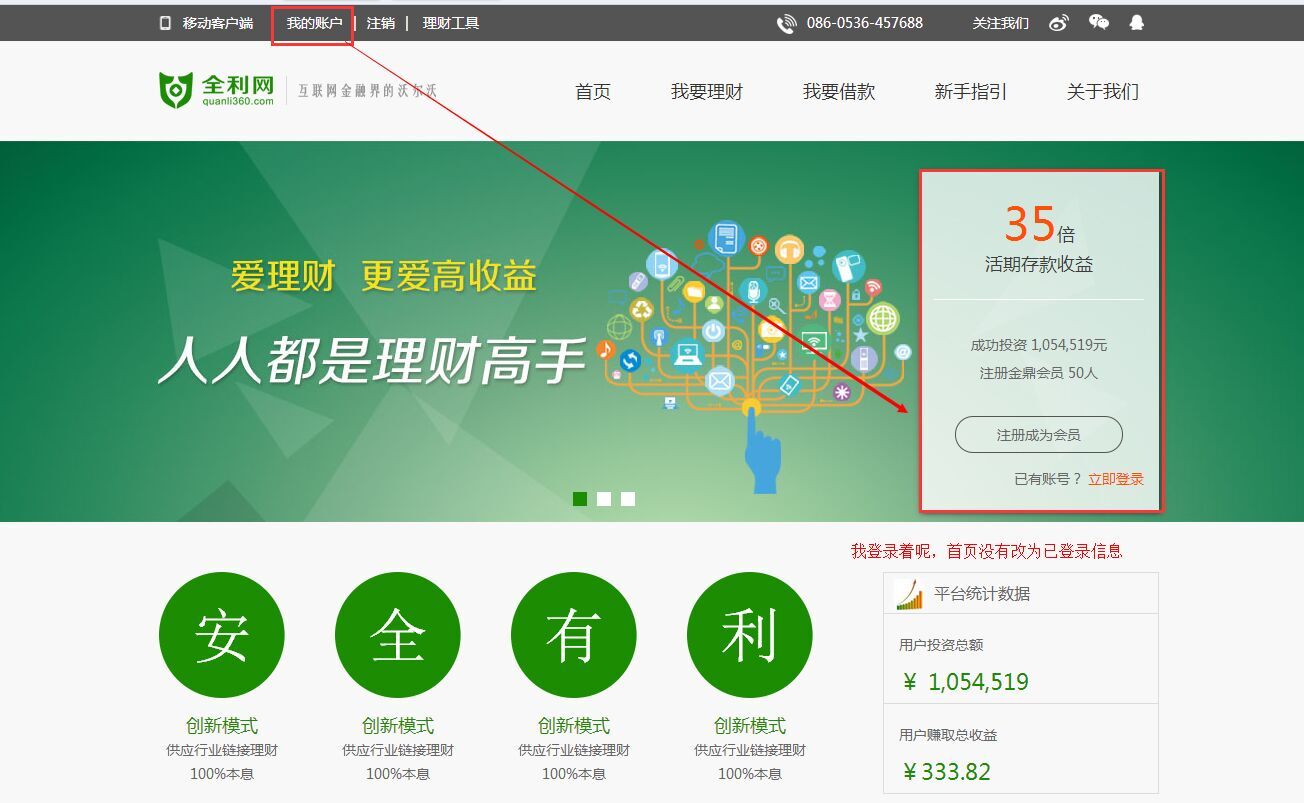 移动客户端 我的账户 | 注销 | 理财工具 086-0536-457688 关注我们
全利网
quanli360.com
互联网金融界的沃尔沃
首页 我要理财 我要借款 新手指引 关于我们
爱理财 更爱高收益
人人都是理财高手
35倍
活期存款收益
成功投资 1,054,519元
注册金鼎会员 50人
注册成为会员
已有账号？ 立即登录
我登录着呢，首页没有改为已登录信息
安 全 有 利
创新模式 创新模式 创新模式 创新模式
供应行业链接理财 供应行业链接理财 供应行业链接理财 供应行业链接理财
100%本息 100%本息 100%本息 100%本息
平台统计数据
用户投资总额
¥ 1,054,519
用户赚取总收益
¥333.82